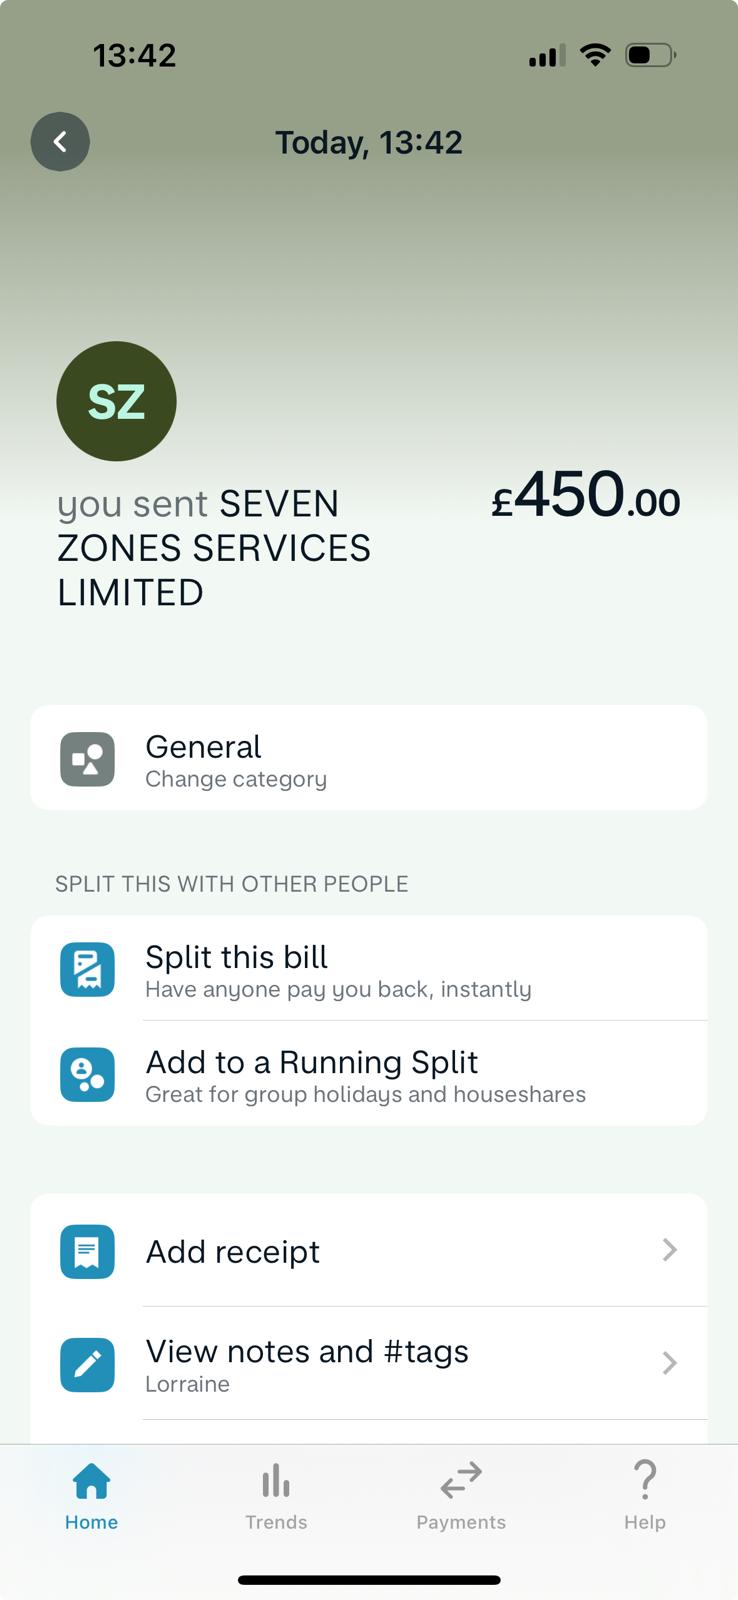 13:42
Today, 13:42
SZ
you sent SEVEN
ZONES SERVICES
LIMITED
£450.00
General
Change category
SPLIT THIS WITH OTHER PEOPLE
Split this bill
Have anyone pay you back, instantly
Add to a Running Split
Great for group holidays and houseshares
Add receipt
View notes and #tags
Lorraine
Home
Trends
Payments
Help